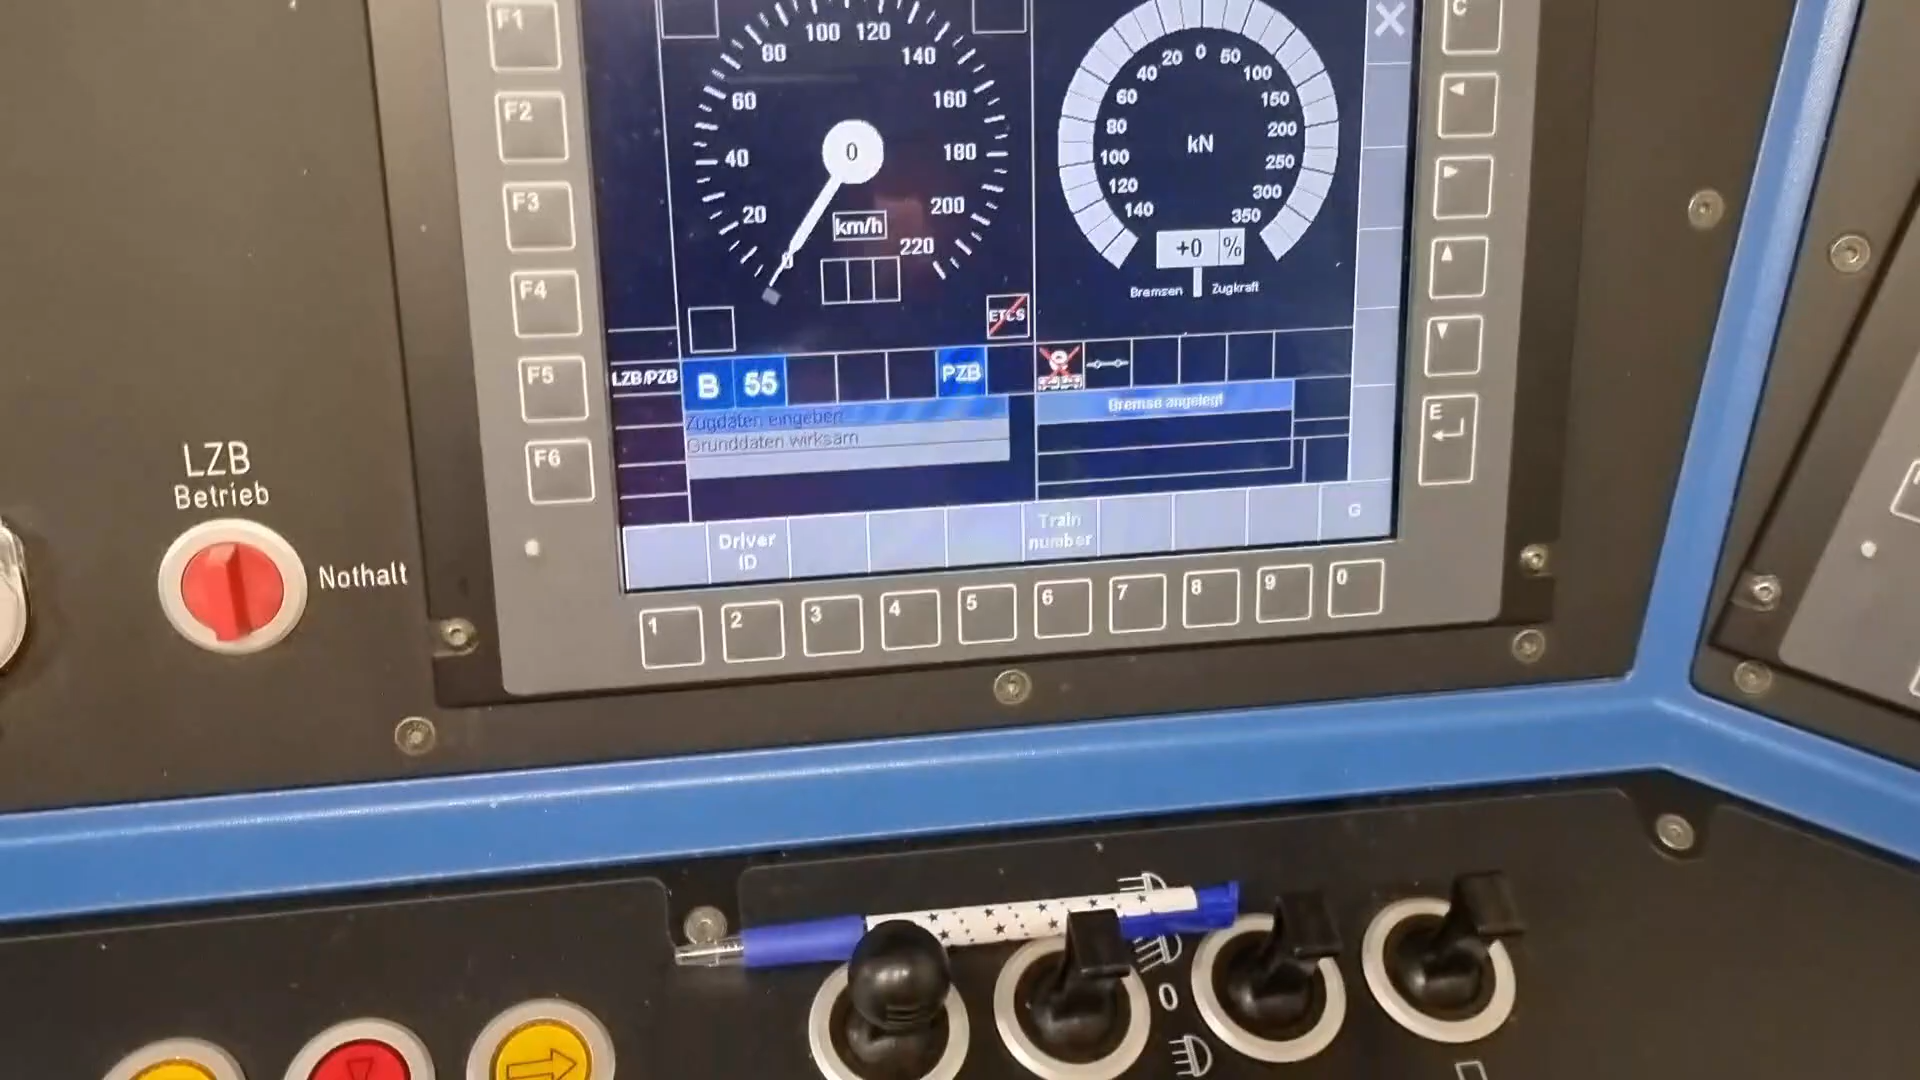 F1
F2
F3
F4
F5
F6
C
E
20
40
60
80
100
120
140
160
180
200
220
0
km/h
ETCS
140
120
100
80
60
40
20
0
50
100
150
200
250
300
350
kN
+0 %
Bremsen
Zugkraft
LZB/PZB
B 55
PZB
Zugdaten eingeben
Grunddaten wirksam
Bremse angelegt
Driver
ID
Train
number
G
1 2 3 4 5 6 7 8 9 0
LZB
Betrieb
Nothalt
0